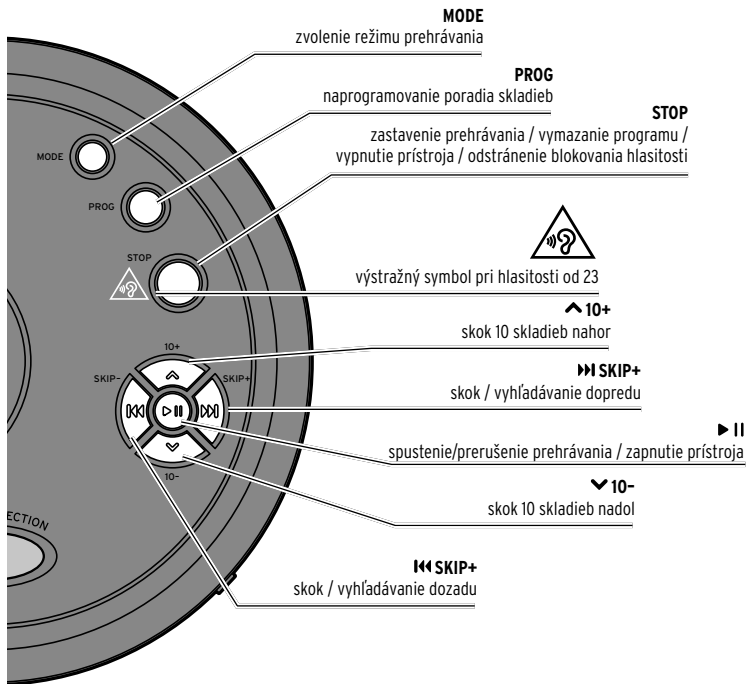 MODE
zvolenie režimu prehrávania
PROG
naprogramovanie poradia skladieb
STOP
zastavenie prehrávania / vymazanie programu /
vypnutie prístroja / odstránenie blokovania hlasitosti
MODE
PROG
STOP
výstražný symbol pri hlasitosti od 23
10+
skok 10 skladieb nahor
SKIP+
skok / vyhľadávanie dopredu
spustenie/prerušenie prehrávania / zapnutie prístroja
10–
skok 10 skladieb nadol
SKIP+
skok / vyhľadávanie dozadu
10+
SKIP–
SKIP+
10–
ECTION